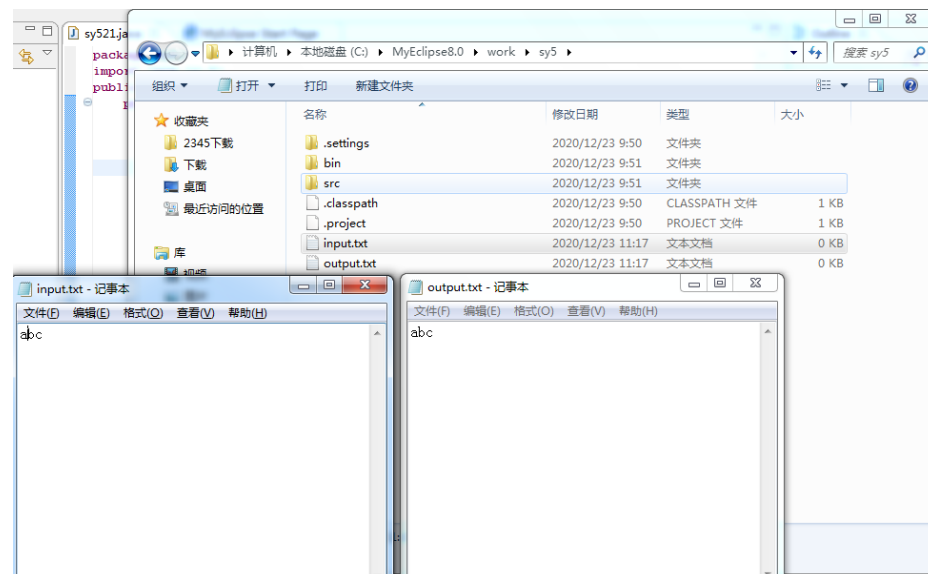 sy521.ja
packa
impor
publi
计算机 本地磁盘 (C:) MyEclipse8.0 work sy5
搜索 sy5
组织 打开 打印 新建文件夹
名称 修改日期 类型 大小
收藏夹
2345下载
下载
桌面
最近访问的位置
库
视频
.settings 2020/12/23 9:50 文件夹
bin 2020/12/23 9:51 文件夹
src 2020/12/23 9:51 文件夹
.classpath 2020/12/23 9:50 CLASSPATH 文件 1 KB
.project 2020/12/23 9:50 PROJECT 文件 1 KB
input.txt 2020/12/23 11:17 文本文档 0 KB
output.txt 2020/12/23 11:17 文本文档 0 KB
input.txt - 记事本
文件(F) 编辑(E) 格式(O) 查看(V) 帮助(H)
abc
output.txt - 记事本
文件(F) 编辑(E) 格式(O) 查看(V) 帮助(H)
abc